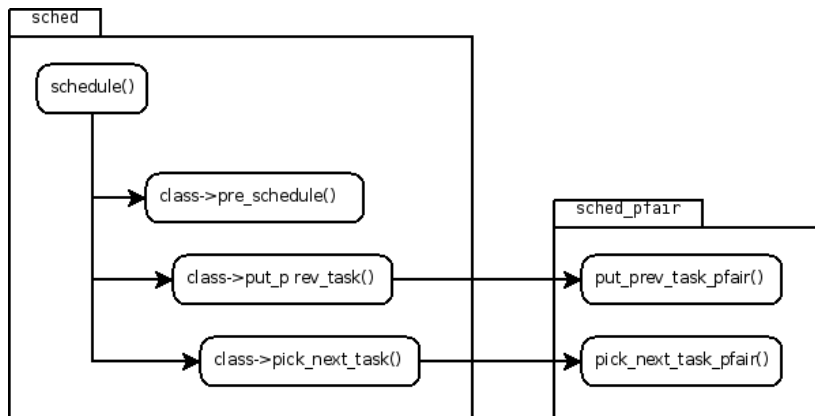 sched
schedule()
class->pre_schedule()
sched_pfair
class->put_p rev_task()
put_prev_task_pfair()
class->pick_next_task()
pick_next_task_pfair()